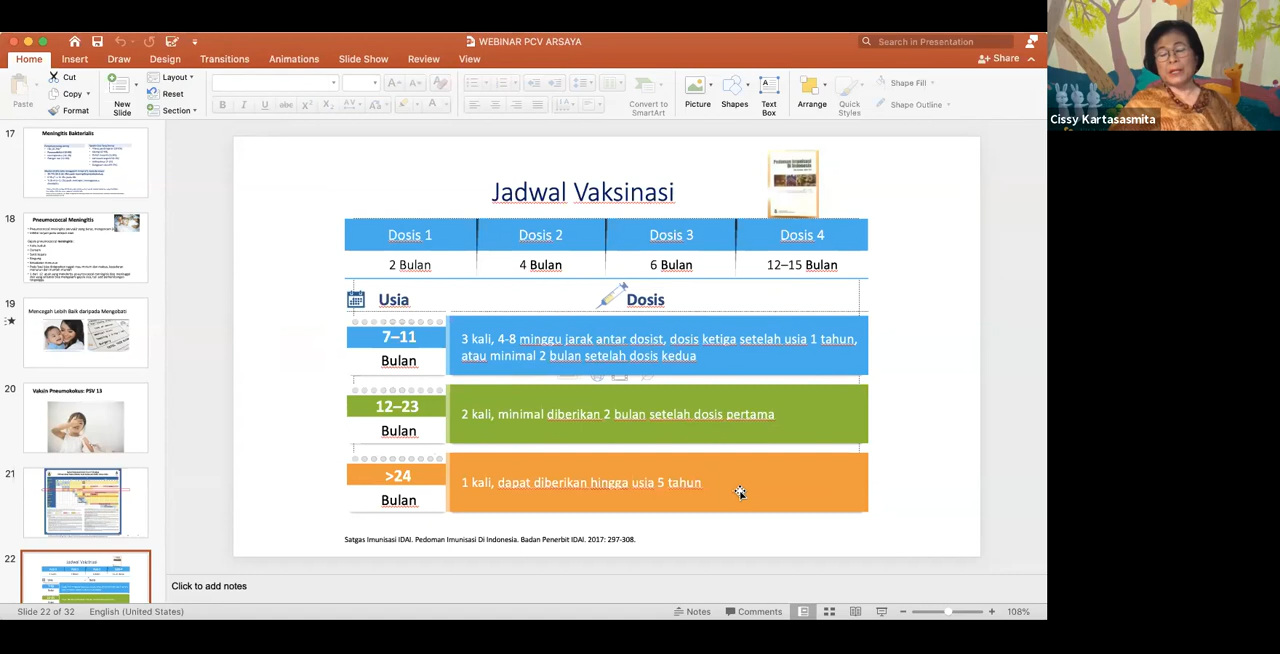 WEBINAR PCV ARSAYA
Search in Presentation
Home Insert Draw Design Transitions Animations Slide Show Review View
Share
Paste
Cut
Copy
Format
New Slide
Layout
Reset
Section
Convert to SmartArt
Picture
Shapes
Text Box
Arrange
Quick Styles
Shape Fill
Shape Outline
Cissy Kartasasmita
17
Meningitis Bakterialis
18
Pneumococcal Meningitis
19
Mencegah Lebih Baik daripada Mengobati
20
Vaksin Pneumokokus: PSV 13
21
22
Jadwal Vaksinasi
Jadwal Vaksinasi
Pedoman Imunisasi
Di Indonesia
Dosis 1 Dosis 2 Dosis 3 Dosis 4
2 Bulan 4 Bulan 6 Bulan 12–15 Bulan
Usia Dosis
7–11
Bulan
3 kali, 4-8 minggu jarak antar dosist, dosis ketiga setelah usia 1 tahun,
atau minimal 2 bulan setelah dosis kedua
12–23
Bulan
2 kali, minimal diberikan 2 bulan setelah dosis pertama
>24
Bulan
1 kali, dapat diberikan hingga usia 5 tahun
Satgas Imunisasi IDAI. Pedoman Imunisasi Di Indonesia. Badan Penerbit IDAI. 2017: 297-308.
Click to add notes
Slide 22 of 32 English (United States) Notes Comments 108%